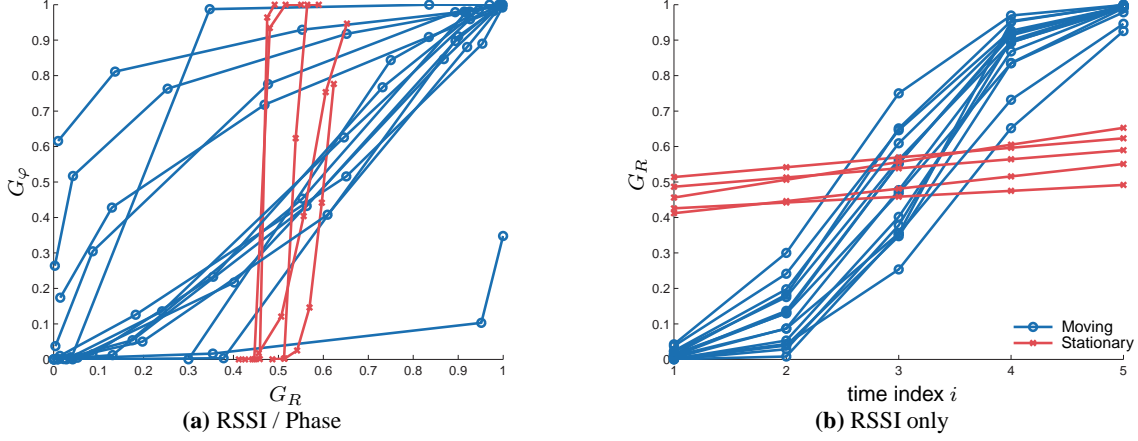 1
0.9
0.8
0.7
0.6
0.5
0.4
0.3
0.2
0.1
0
G_φ
0 0.1 0.2 0.3 0.4 0.5 0.6 0.7 0.8 0.9 1
G_R
(a) RSSI / Phase
1
0.9
0.8
0.7
0.6
0.5
0.4
0.3
0.2
0.1
0
G_R
Moving
Stationary
1 2 3 4 5
time index i
(b) RSSI only